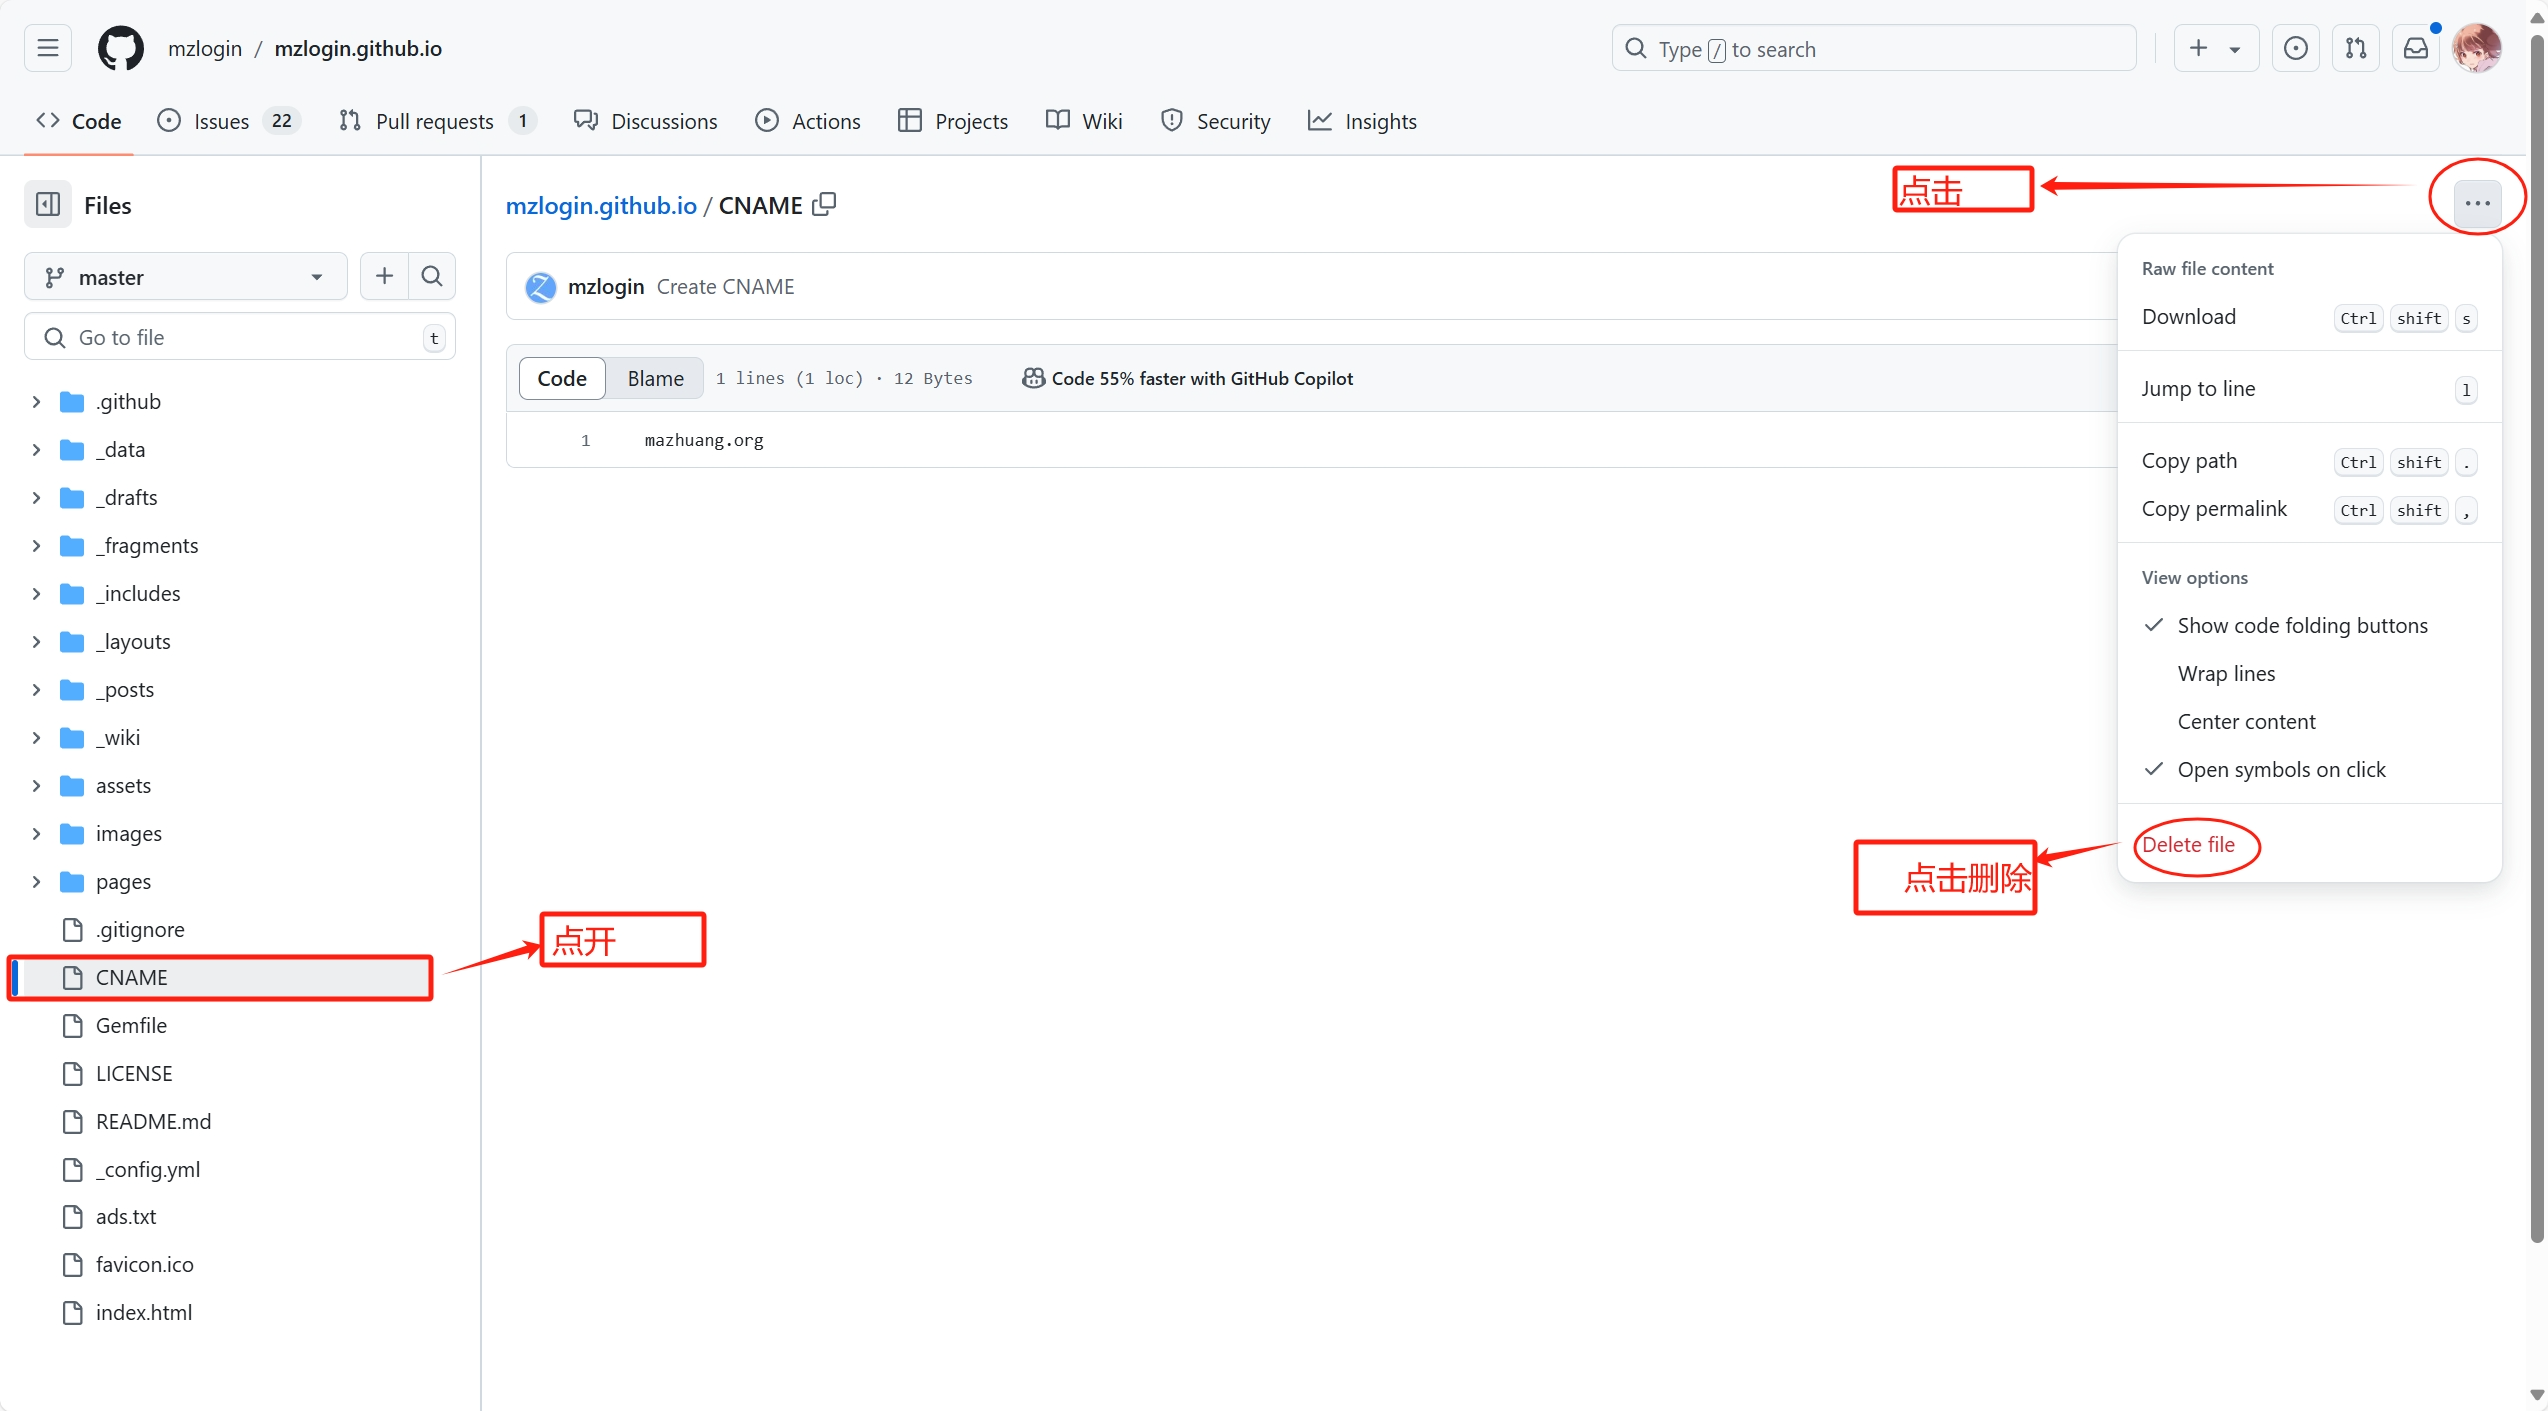 mzlogin / mzlogin.github.io
Type / to search
Code
Issues 22
Pull requests 1
Discussions
Actions
Projects
Wiki
Security
Insights
Files
master
Go to file
t
.github
_data
_drafts
_fragments
_includes
_layouts
_posts
_wiki
assets
images
pages
.gitignore
CNAME
Gemfile
LICENSE
README.md
_config.yml
ads.txt
favicon.ico
index.html
点开
mzlogin.github.io / CNAME
点击
mzlogin Create CNAME
Code Blame 1 lines (1 loc) · 12 Bytes Code 55% faster with GitHub Copilot
1 mazhuang.org
Raw file content
Download Ctrl shift s
Jump to line l
Copy path Ctrl shift .
Copy permalink Ctrl shift ,
View options
Show code folding buttons
Wrap lines
Center content
Open symbols on click
Delete file
点击删除